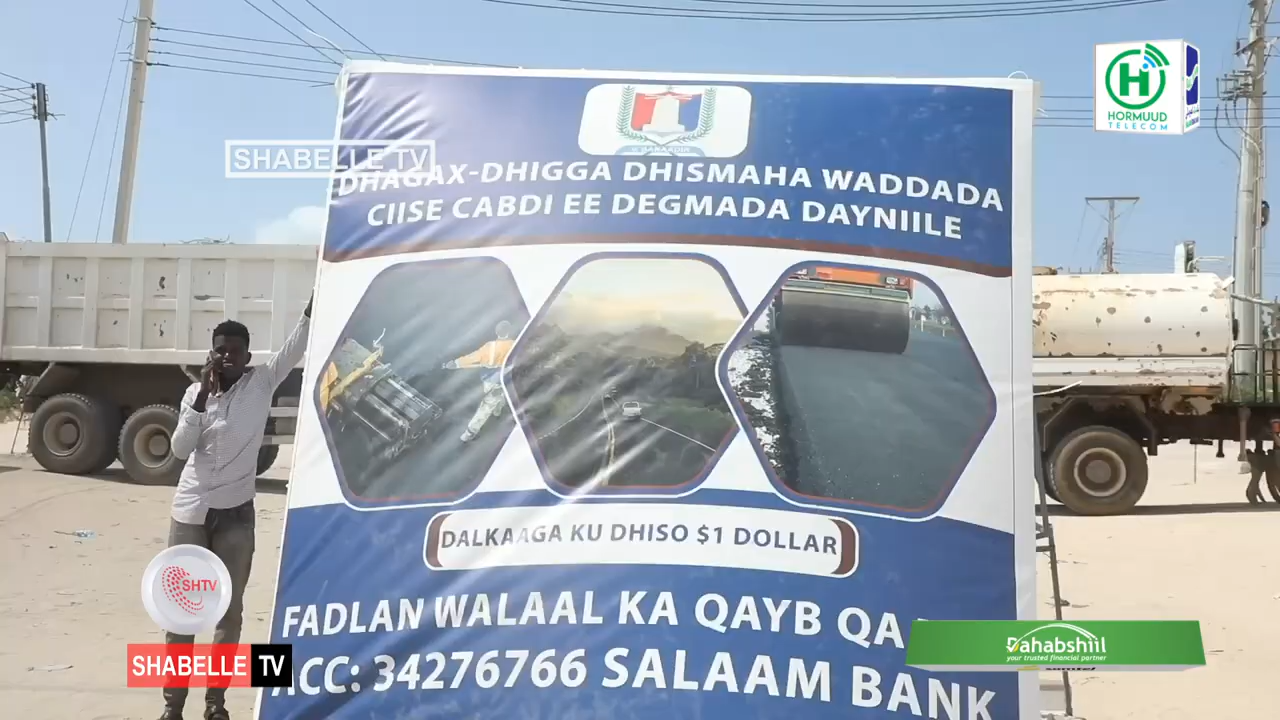 HORMUUD
TELECOM
SHABELLE TV
DHAGAX-DHIGGA DHISMAHA WADDADA
CIISE CABDI EE DEGMADA DAYNIILE
DALKAAGA KU DHISO $1 DOLLAR
FADLAN WALAAL KA QAYB QA
ACC: 34276766 SALAAM BANK
SHTV
SHABELLE TV
Dahabshiil
your trusted financial partner